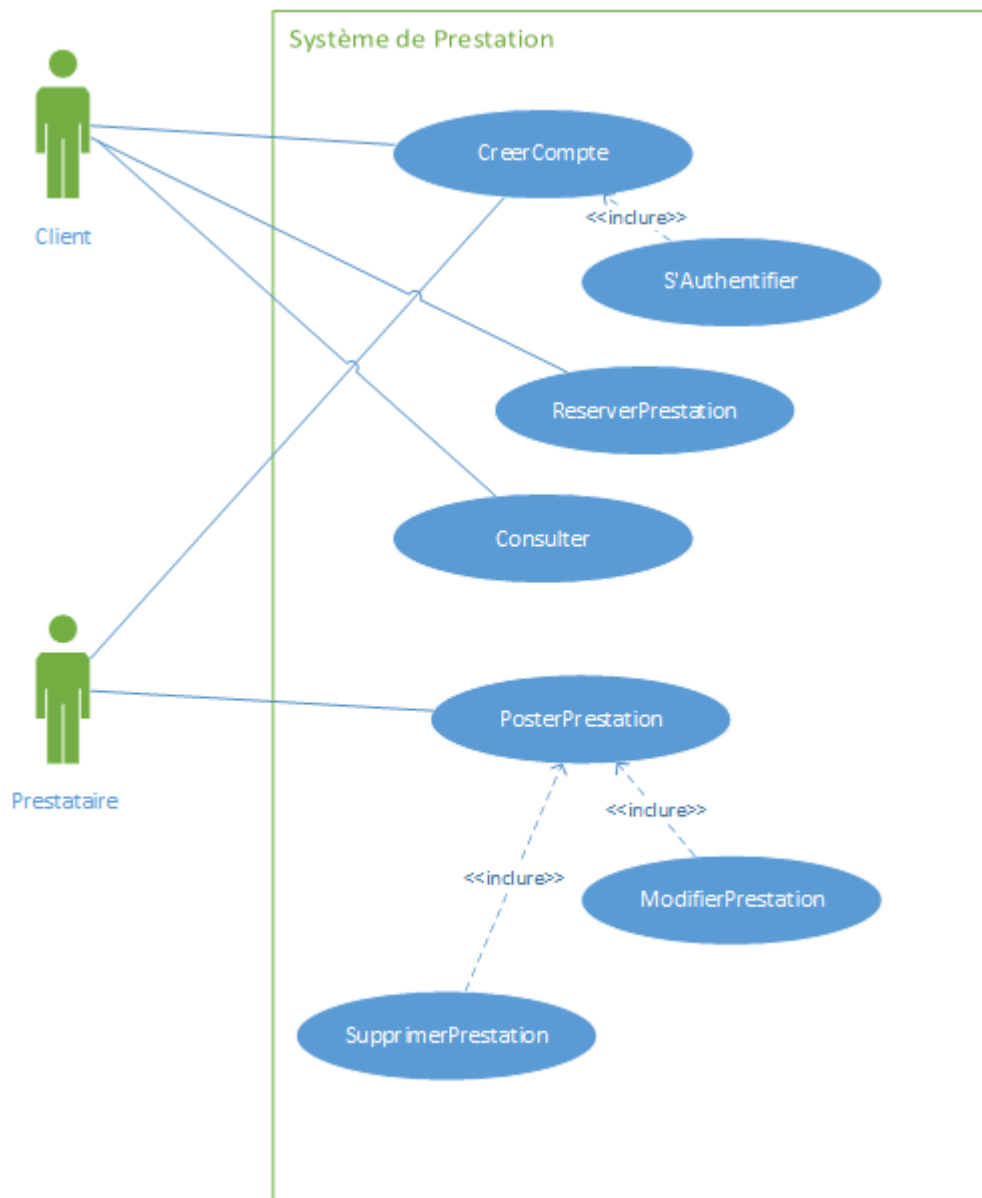 Système de Prestation
CreerCompte
<<inclure>>
Client
S'Authentifier
ReserverPrestation
Consulter
PosterPrestation
Prestataire
<<inclure>>
<<inclure>>
ModifierPrestation
SupprimerPrestation